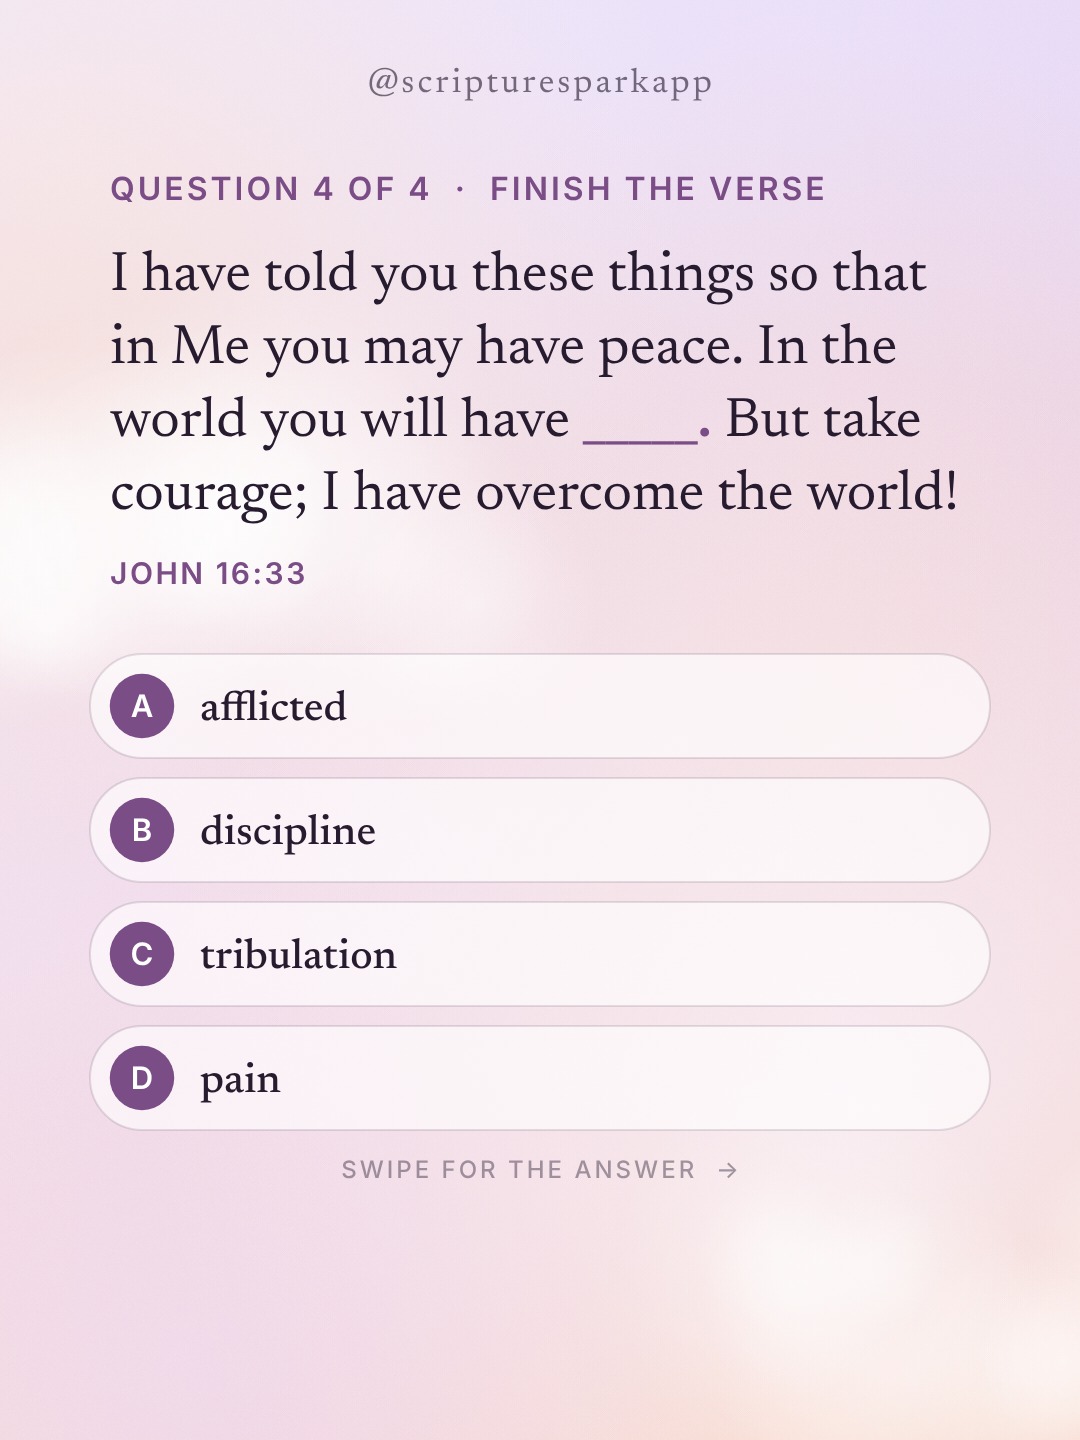 @scripturesparkapp
QUESTION 4 OF 4 · FINISH THE VERSE
I have told you these things so that
in Me you may have peace. In the
world you will have _____. But take
courage; I have overcome the world!
JOHN 16:33
A afflicted
B discipline
C tribulation
D pain
SWIPE FOR THE ANSWER →